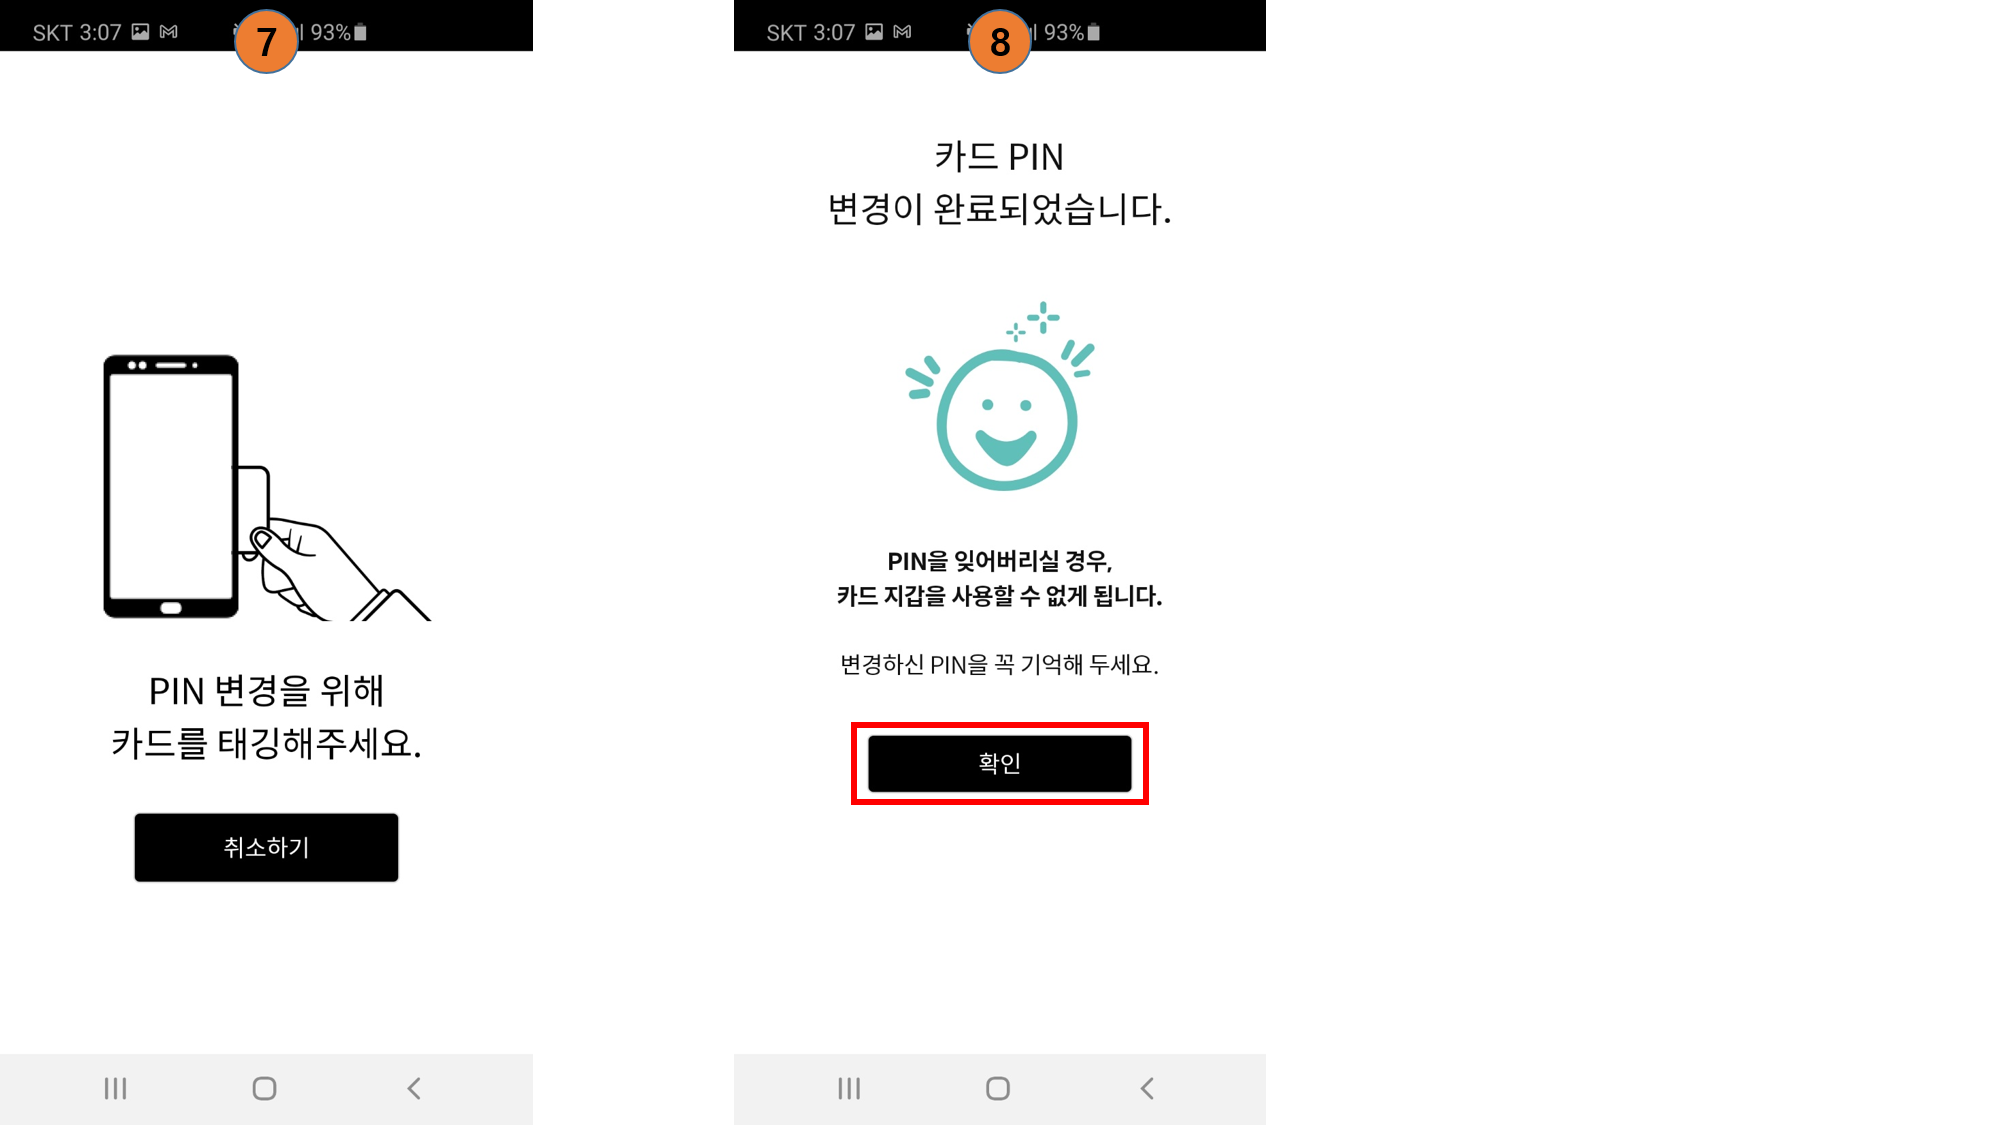 SKT 3:07
93%
7
PIN 변경을 위해
카드를 태깅해주세요.
취소하기
SKT 3:07
93%
8
카드 PIN
변경이 완료되었습니다.
PIN을 잊어버리실 경우,
카드 지갑을 사용할 수 없게 됩니다.
변경하신 PIN을 꼭 기억해 두세요.
확인